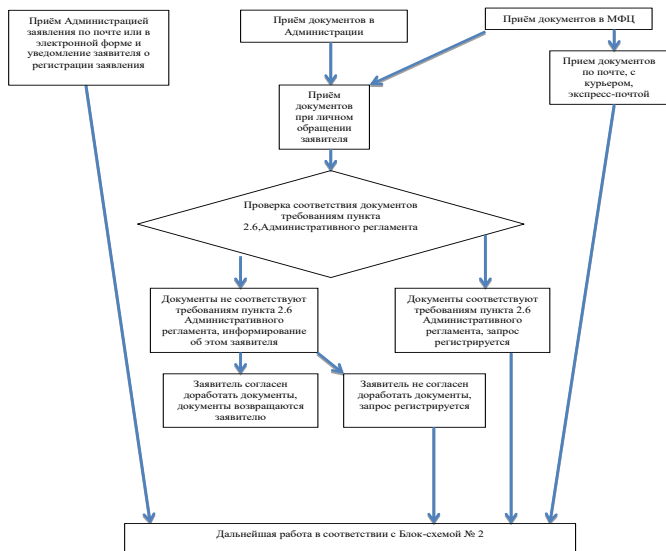 Приём Администрацией
заявления по почте или в
электронной форме и
уведомление заявителя о
регистрации заявления
Приём документов в
Администрации
Приём документов в МФЦ
Прием документов
по почте, с
курьером,
экспресс-почтой
Приём
документов
при личном
обращении
заявителя
Проверка соответствия документов
требованиям пункта
2.6,Административного регламента
Документы не соответствуют
требованиям пункта 2.6
Административного
регламента, информирование
об этом заявителя
Документы соответствуют
требованиям пункта 2.6
Административного
регламента, запрос
регистрируется
Заявитель согласен
доработать документы,
документы возвращаются
заявителю
Заявитель не согласен
доработать документы,
запрос регистрируется
Дальнейшая работа в соответствии с Блок-схемой № 2